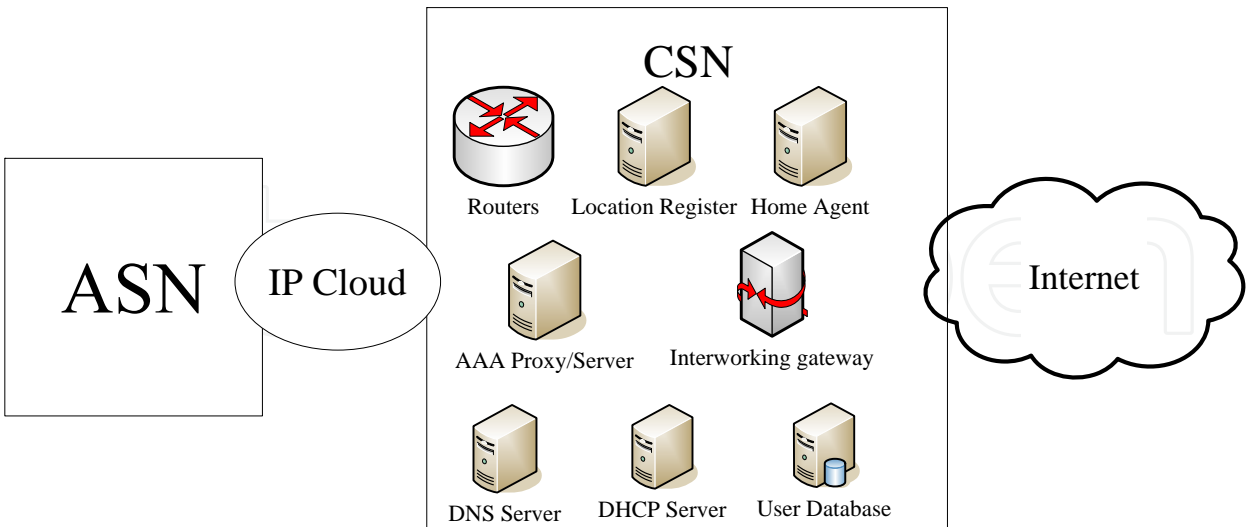 CSN
Routers
Location Register
Home Agent
ASN
IP Cloud
Internet
AAA Proxy/Server
Interworking gateway
DNS Server
DHCP Server
User Database